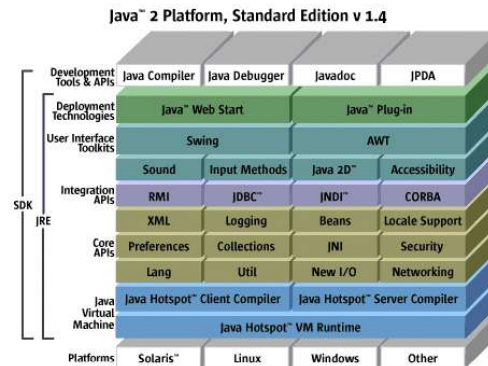 Java™ 2 Platform, Standard Edition v 1.4
Development Tools & APIs
Java Compiler Java Debugger Javadoc JPDA
Deployment Technologies
Java™ Web Start Java™ Plug-in
User Interface Toolkits
Swing AWT
Sound Input Methods Java 2D™ Accessibility
Integration APIs
RMI JDBC™ JNDI™ CORBA
SDK
JRE
XML Logging Beans Locale Support
Core APIs
Preferences Collections JNI Security
Lang Util New I/O Networking
Java Virtual Machine
Java Hotspot™ Client Compiler Java Hotspot™ Server Compiler
Java Hotspot™ VM Runtime
Platforms
Solaris™ Linux Windows Other